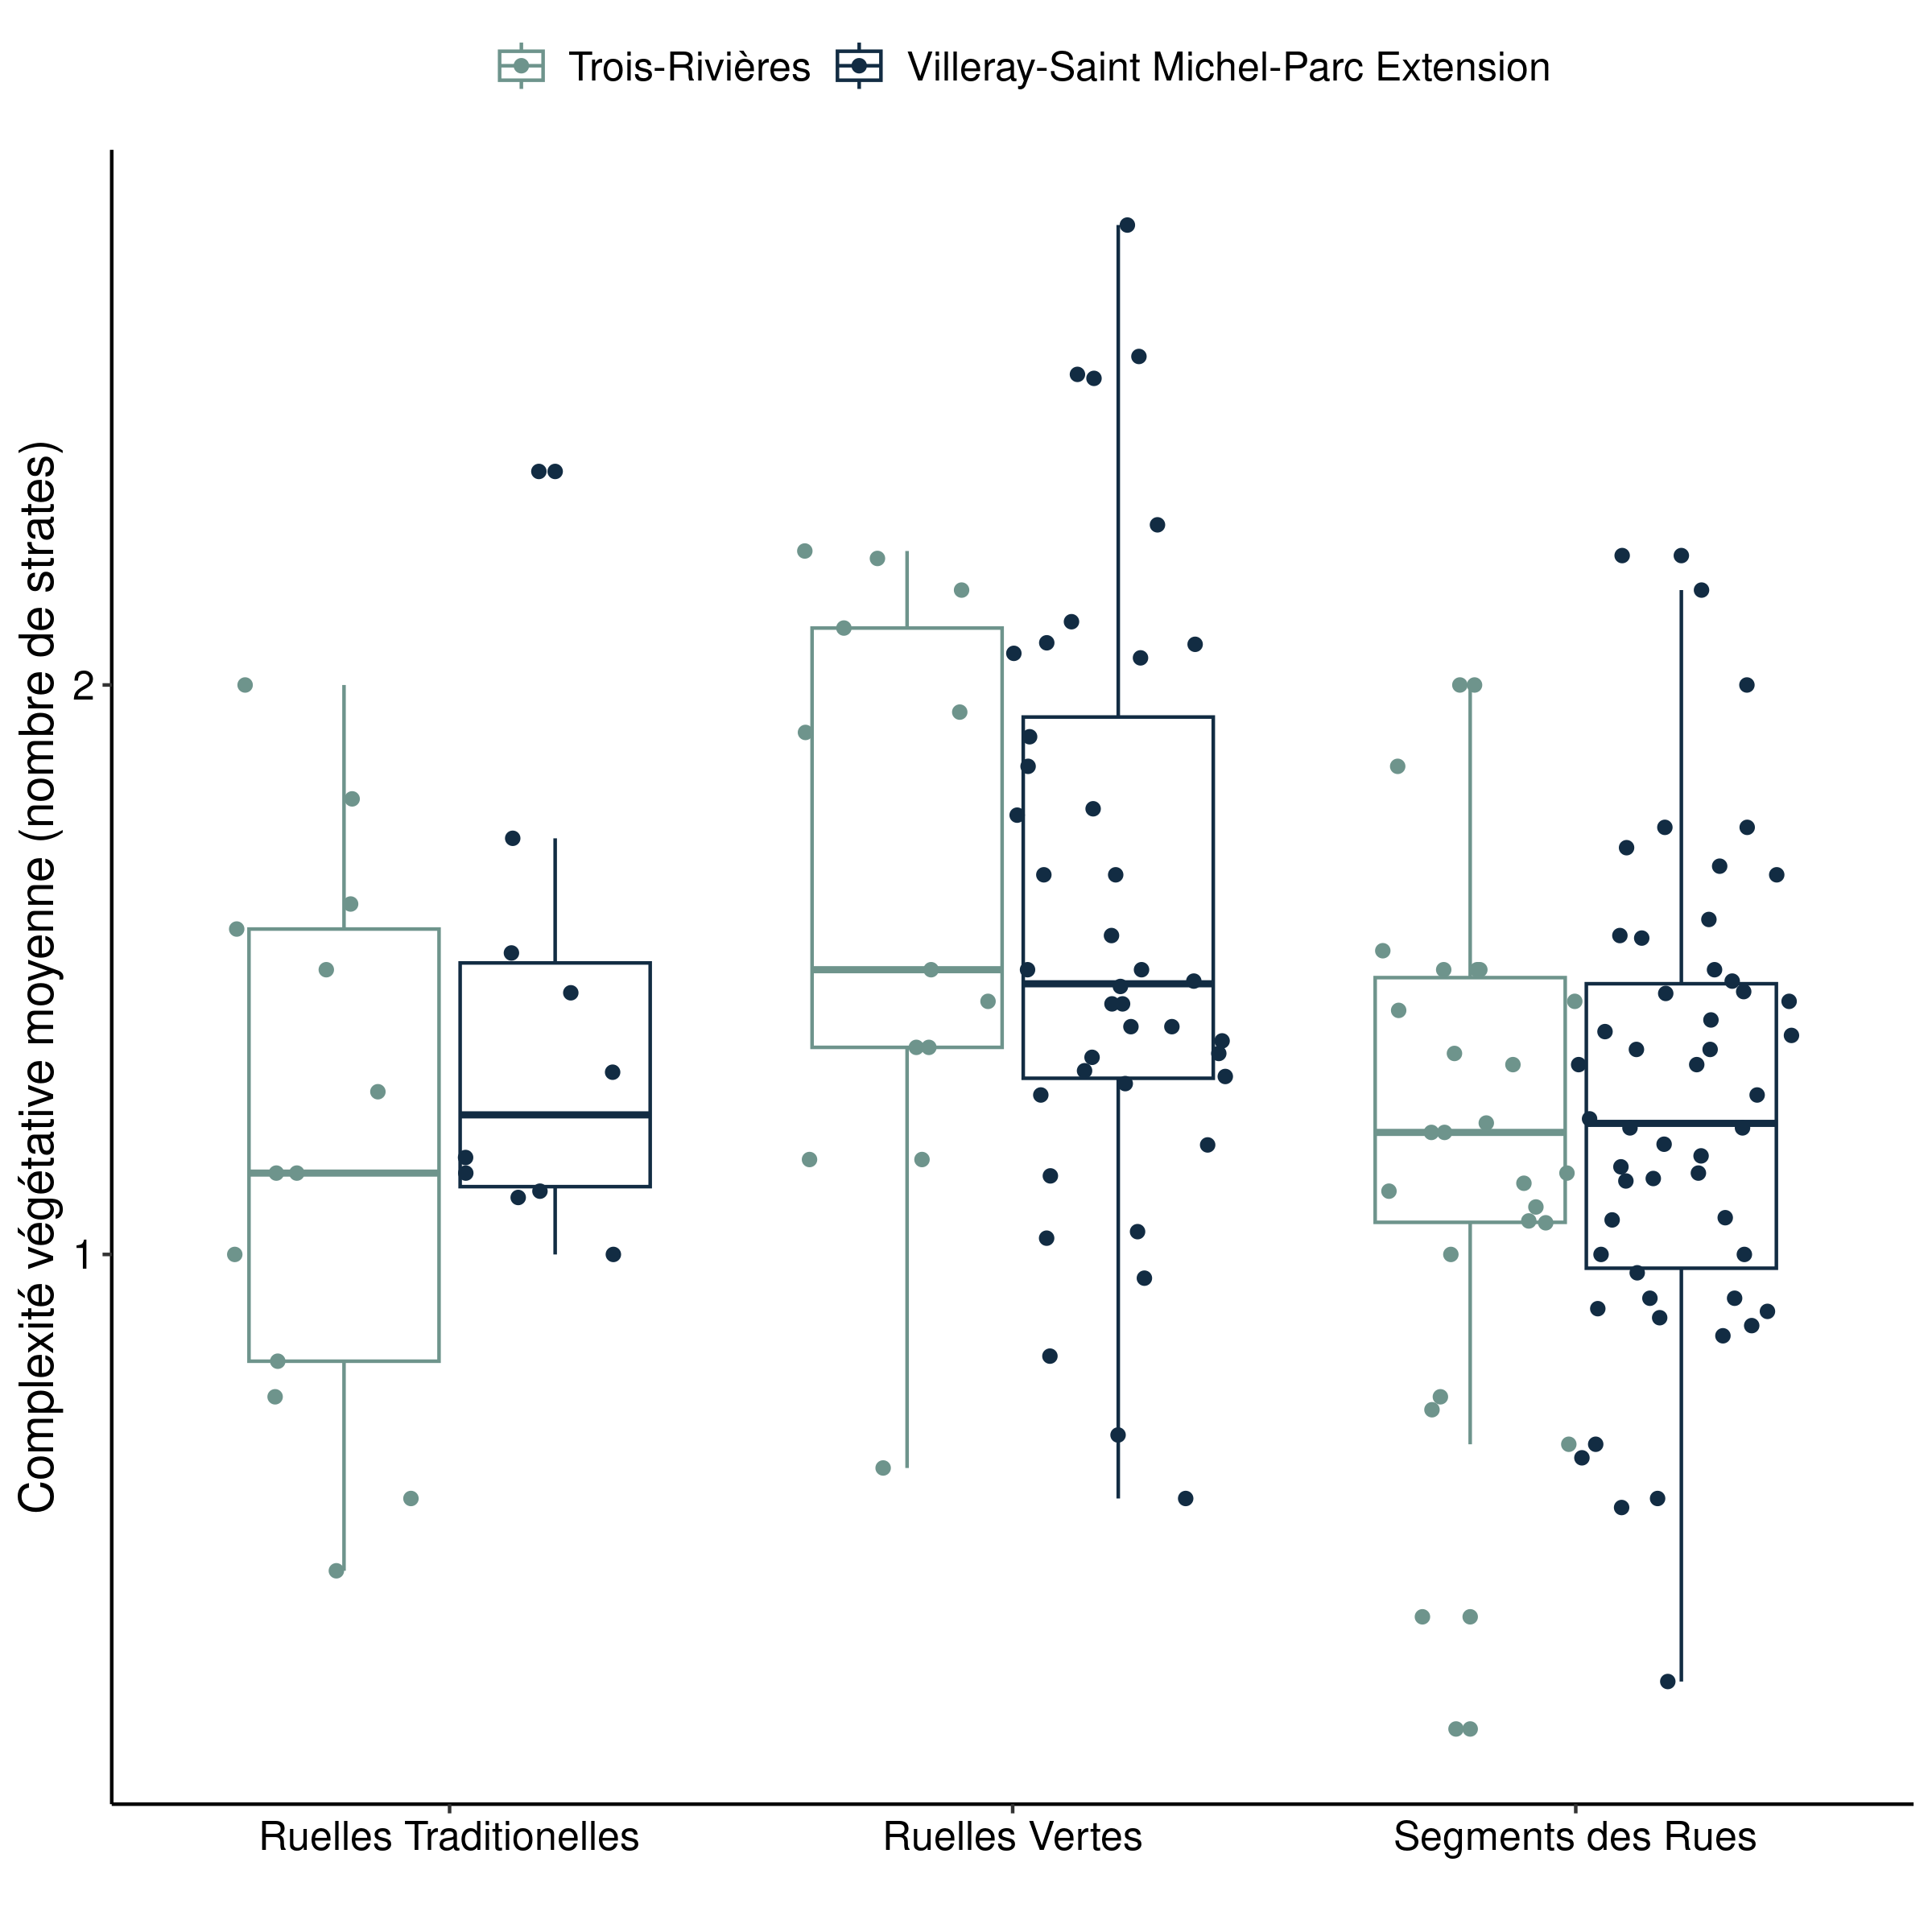 Trois-Rivières Villeray-Saint Michel-Parc Extension
Complexité végétative moyenne (nombre de strates)
2
1
Ruelles Traditionelles Ruelles Vertes Segments des Rues